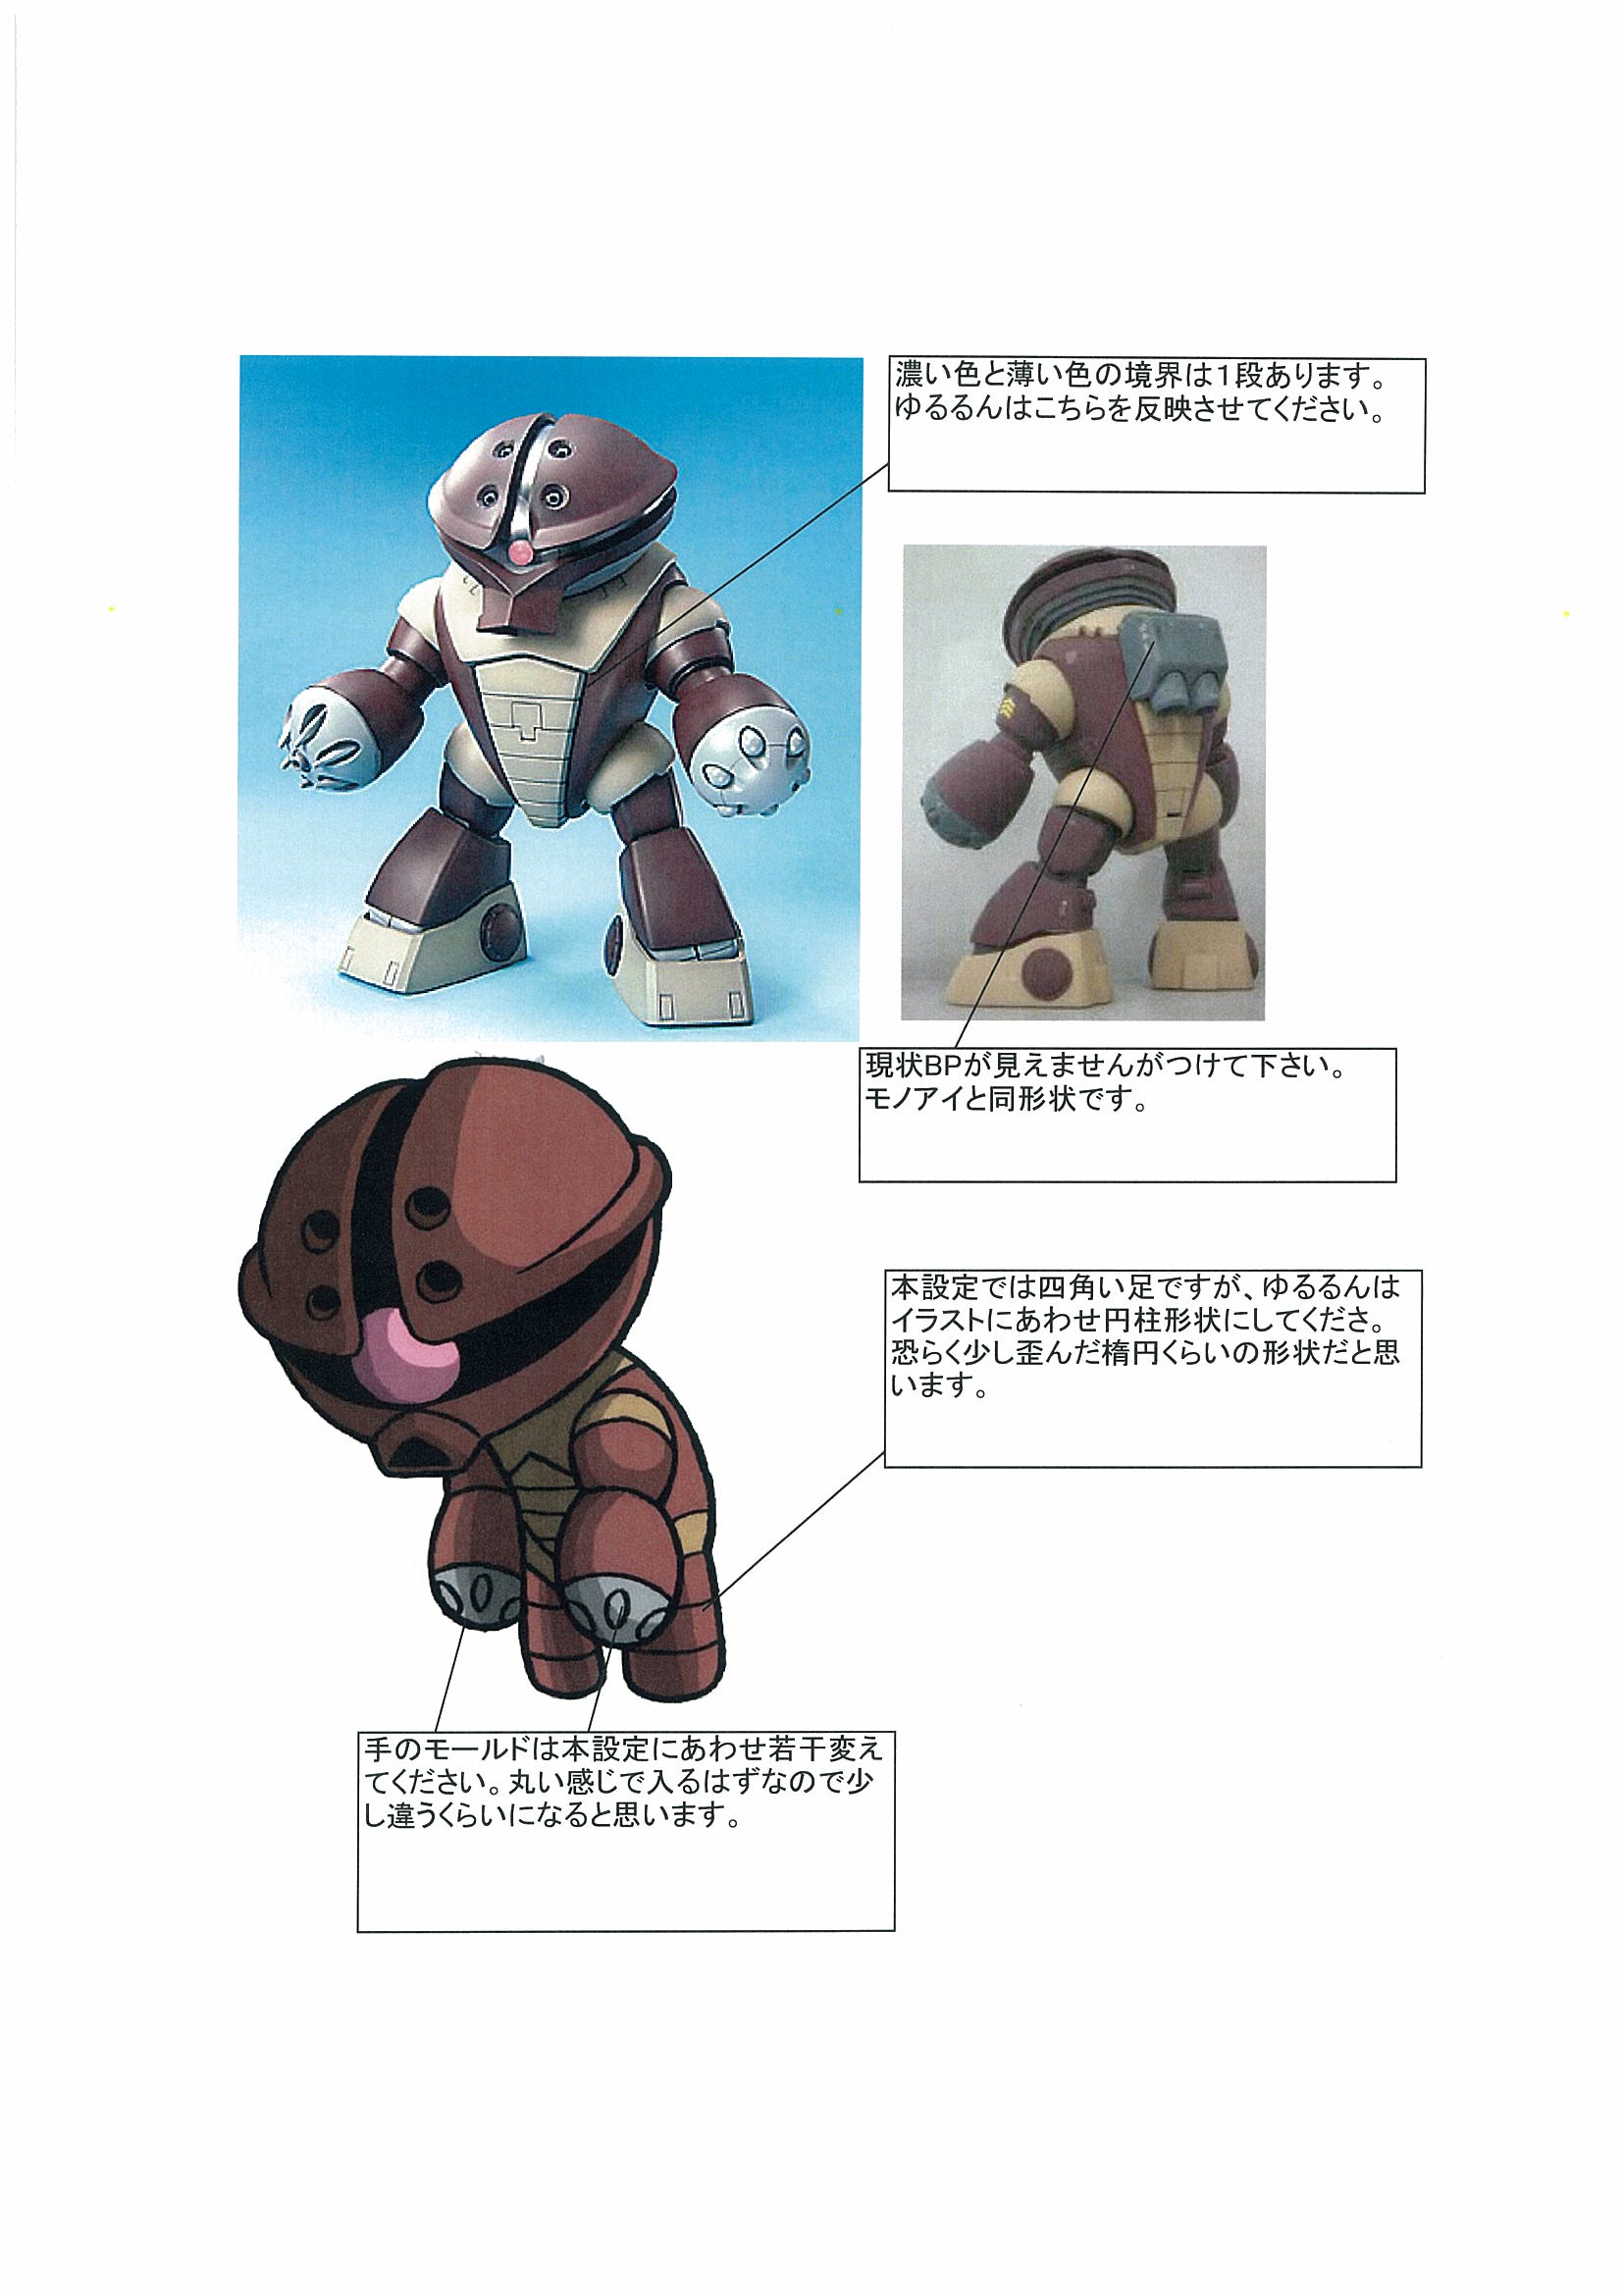 濃い色と薄い色の境界は1段あります。
ゆるるんはこちらを反映させてください。
現状BPが見えませんがつけて下さい。
モノアイと同形状です。
本設定では四角い足ですが、ゆるるんは
イラストにあわせ円柱形状にしてくださ。
恐らく少し歪んだ楕円くらいの形状だと思
います。
手のモールドは本設定にあわせ若干変え
てください。丸い感じで入るはずなので少
し違うくらいになると思います。